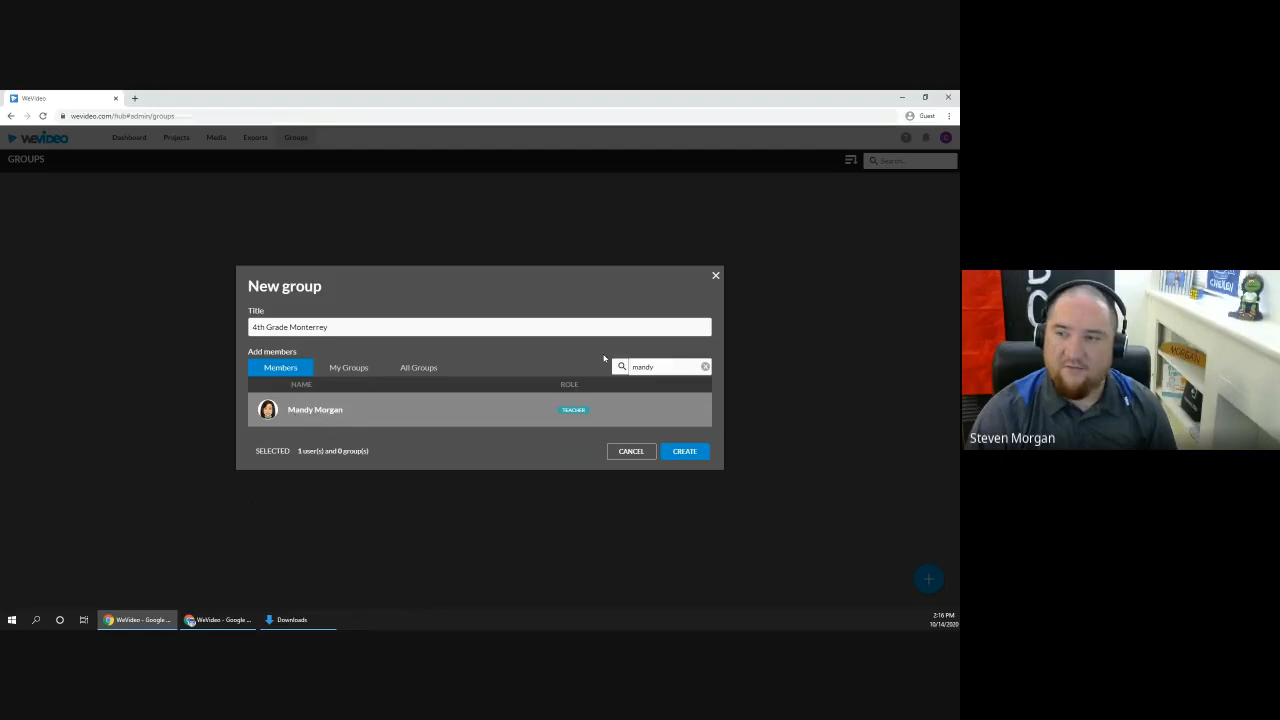 WeVideo
wevideo.com/hub#admin/groups
Guest
WEVIDEO Dashboard Projects Media Exports Groups
GROUPS
Search...
New group
Title
4th Grade Monterrey
Add members
Members My Groups All Groups mandy
NAME ROLE
Mandy Morgan TEACHER
SELECTED 1 user(s) and 0 group(s) CANCEL CREATE
WeVideo - Google ... WeVideo - Google ... Downloads
2:16 PM
10/14/2020
MORGAN
Steven Morgan